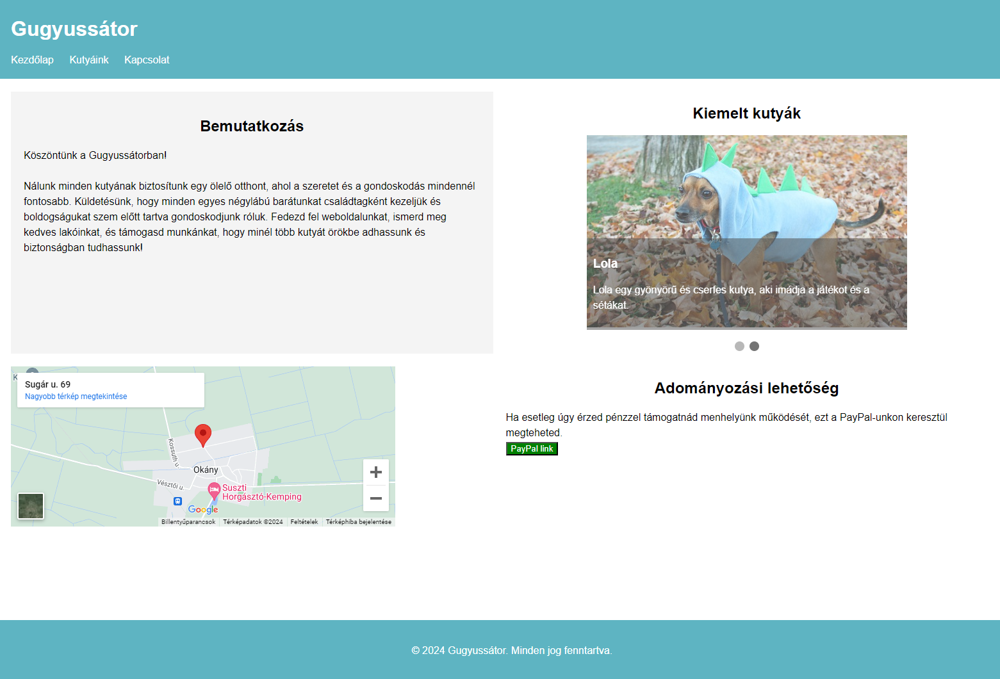 Gugyussátor
Kezdőlap Kutyáink Kapcsolat
Bemutatkozás
Köszöntünk a Gugyussátorban!
Nálunk minden kutyának biztosítunk egy ölelő otthont, ahol a szeretet és a gondoskodás mindennél
fontosabb. Küldetésünk, hogy minden egyes négylábú barátunkat családtagként kezeljük és
boldogságukat szem előtt tartva gondoskodjunk róluk. Fedezd fel weboldalunkat, ismerd meg
kedves lakóinkat, és támogasd munkánkat, hogy minél több kutyát örökbe adhassunk és
biztonságban tudhassunk!
Kiemelt kutyák
Lola
Lola egy gyönyörű és cserfes kutya, aki imádja a játékot és a
sétákat.
Sugár u. 69
Nagyobb térkép megtekintése
Kossuth u.
Okány
Vésztői u.
Suszti
Horgásztó-Kemping
Google
Billentyűparancsok Térképadatok ©2024 Feltételek Térképhiba bejelentése
Adományozási lehetőség
Ha esetleg úgy érzed pénzzel támogatnád menhelyünk működését, ezt a PayPal-unkon keresztül
megteheted.
PayPal link
© 2024 Gugyussátor. Minden jog fenntartva.